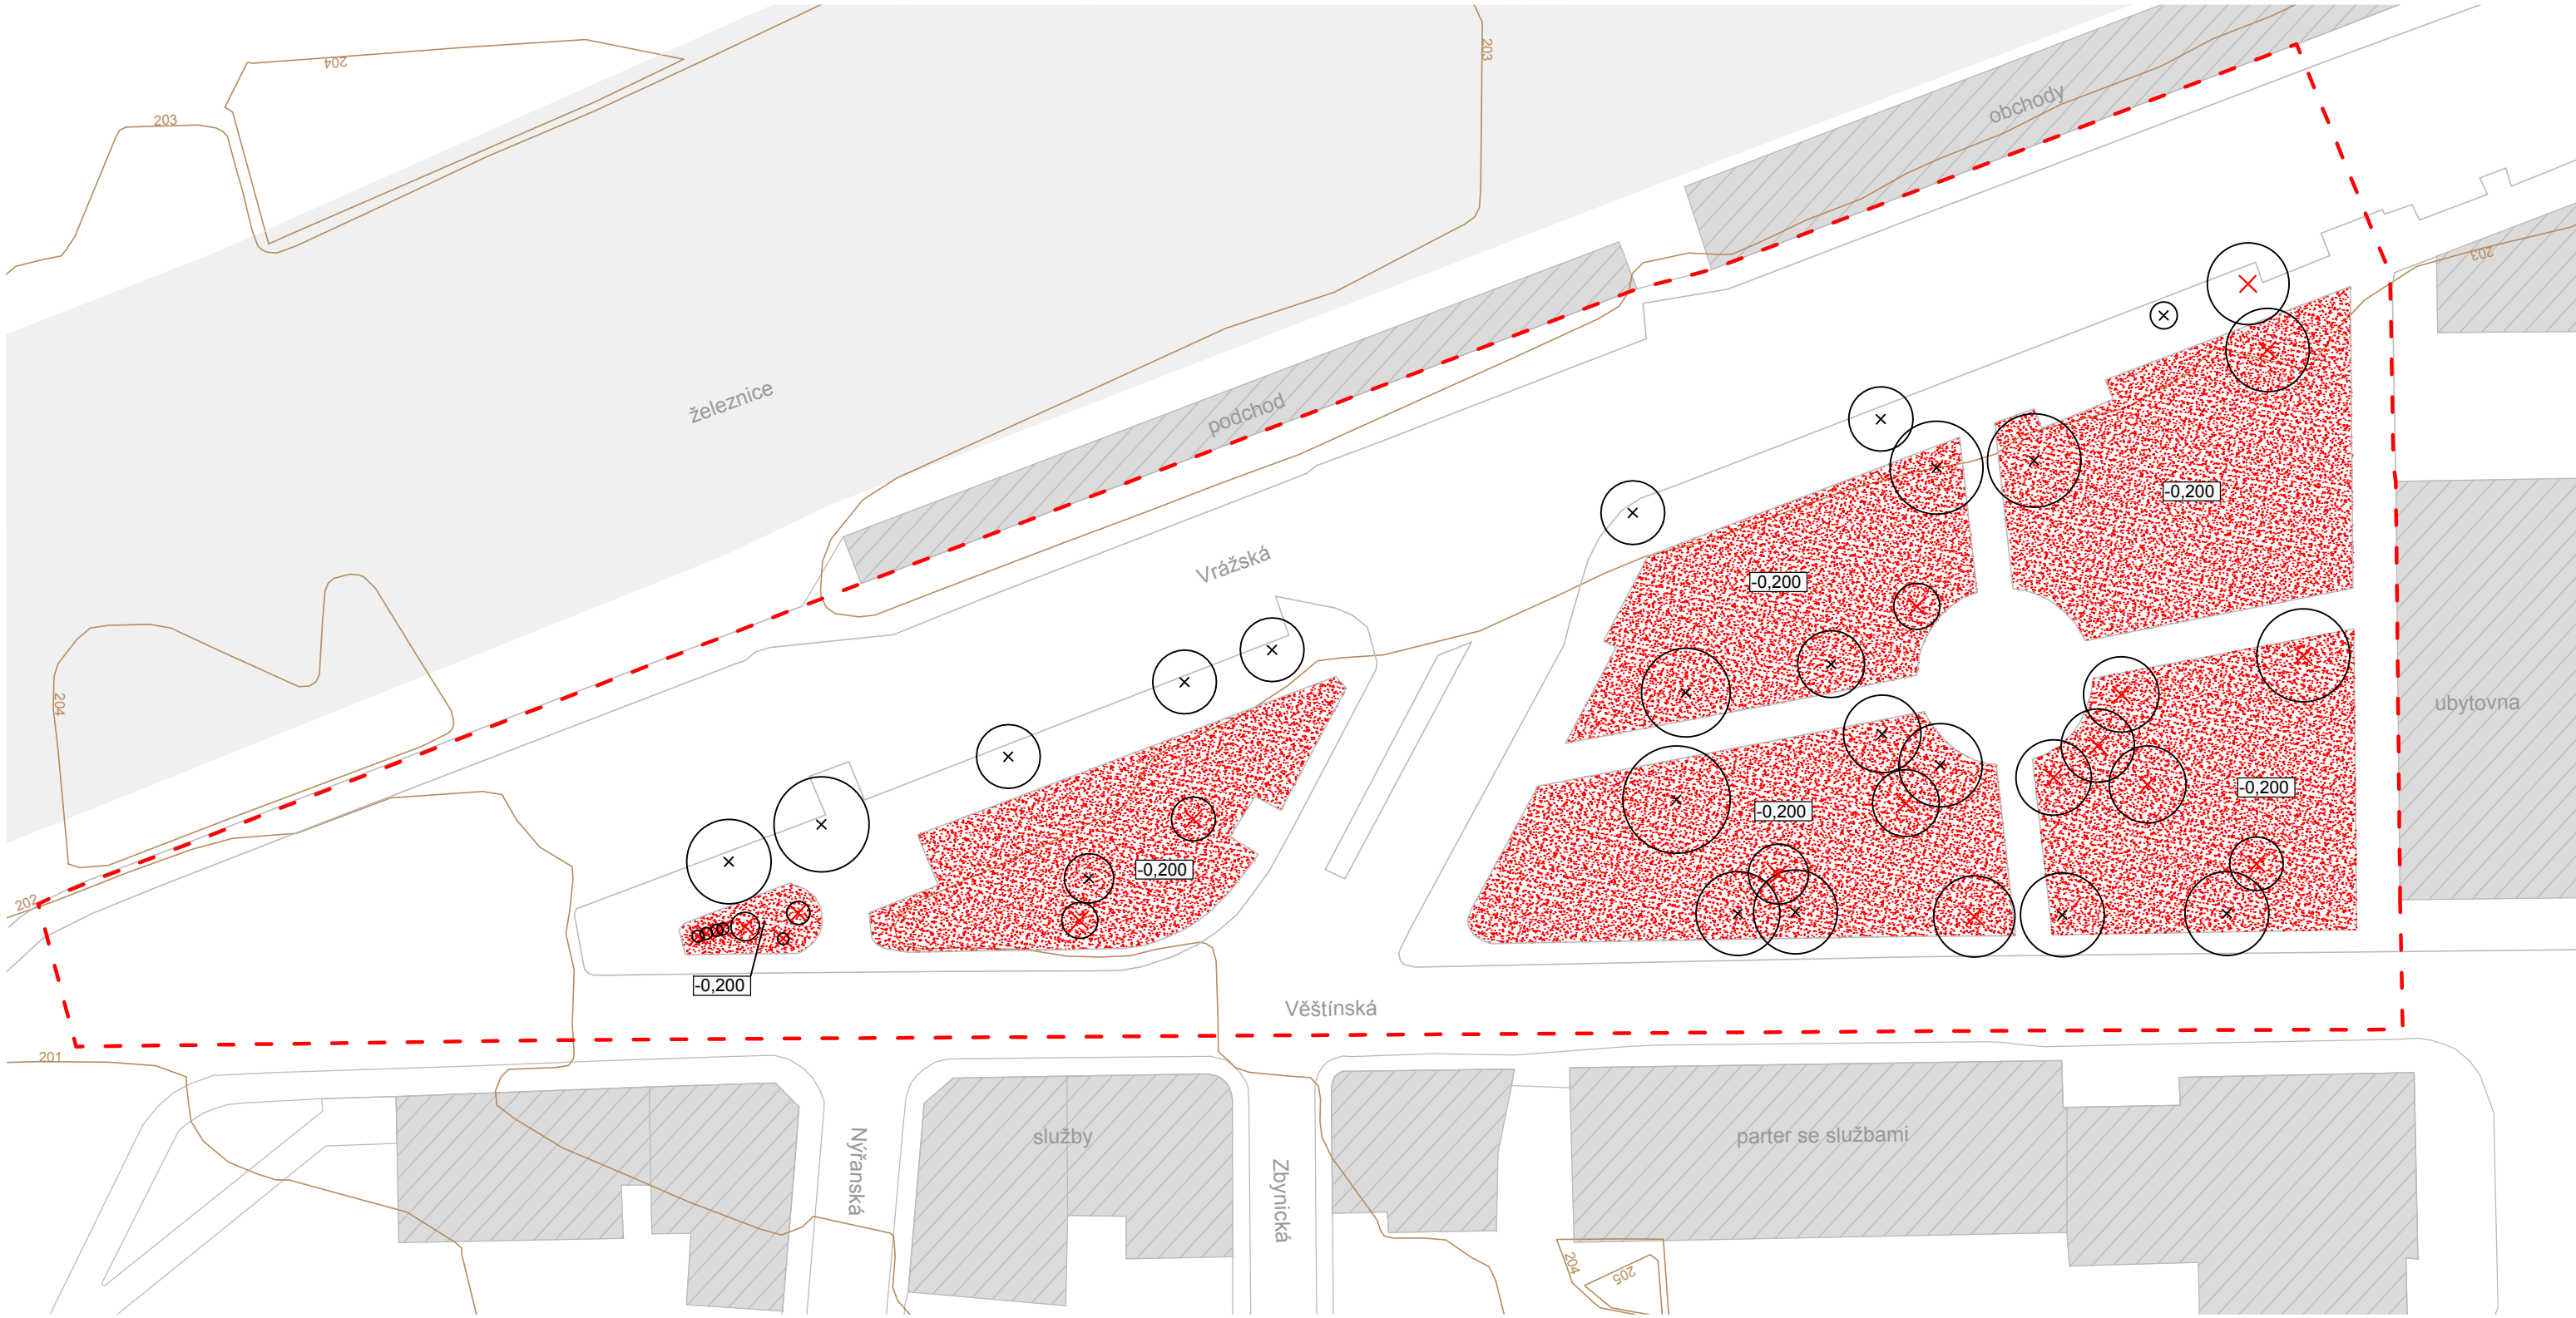 203
204
obchody
203
203
železnice
podchod
-0,200
Vrážská
-0,200
204
ubytovna
-0,200
-0,200
-0,200
202
-0,200
Věštínská
201
služby
parter se službami
Nýřanská
Zbynická
204
205